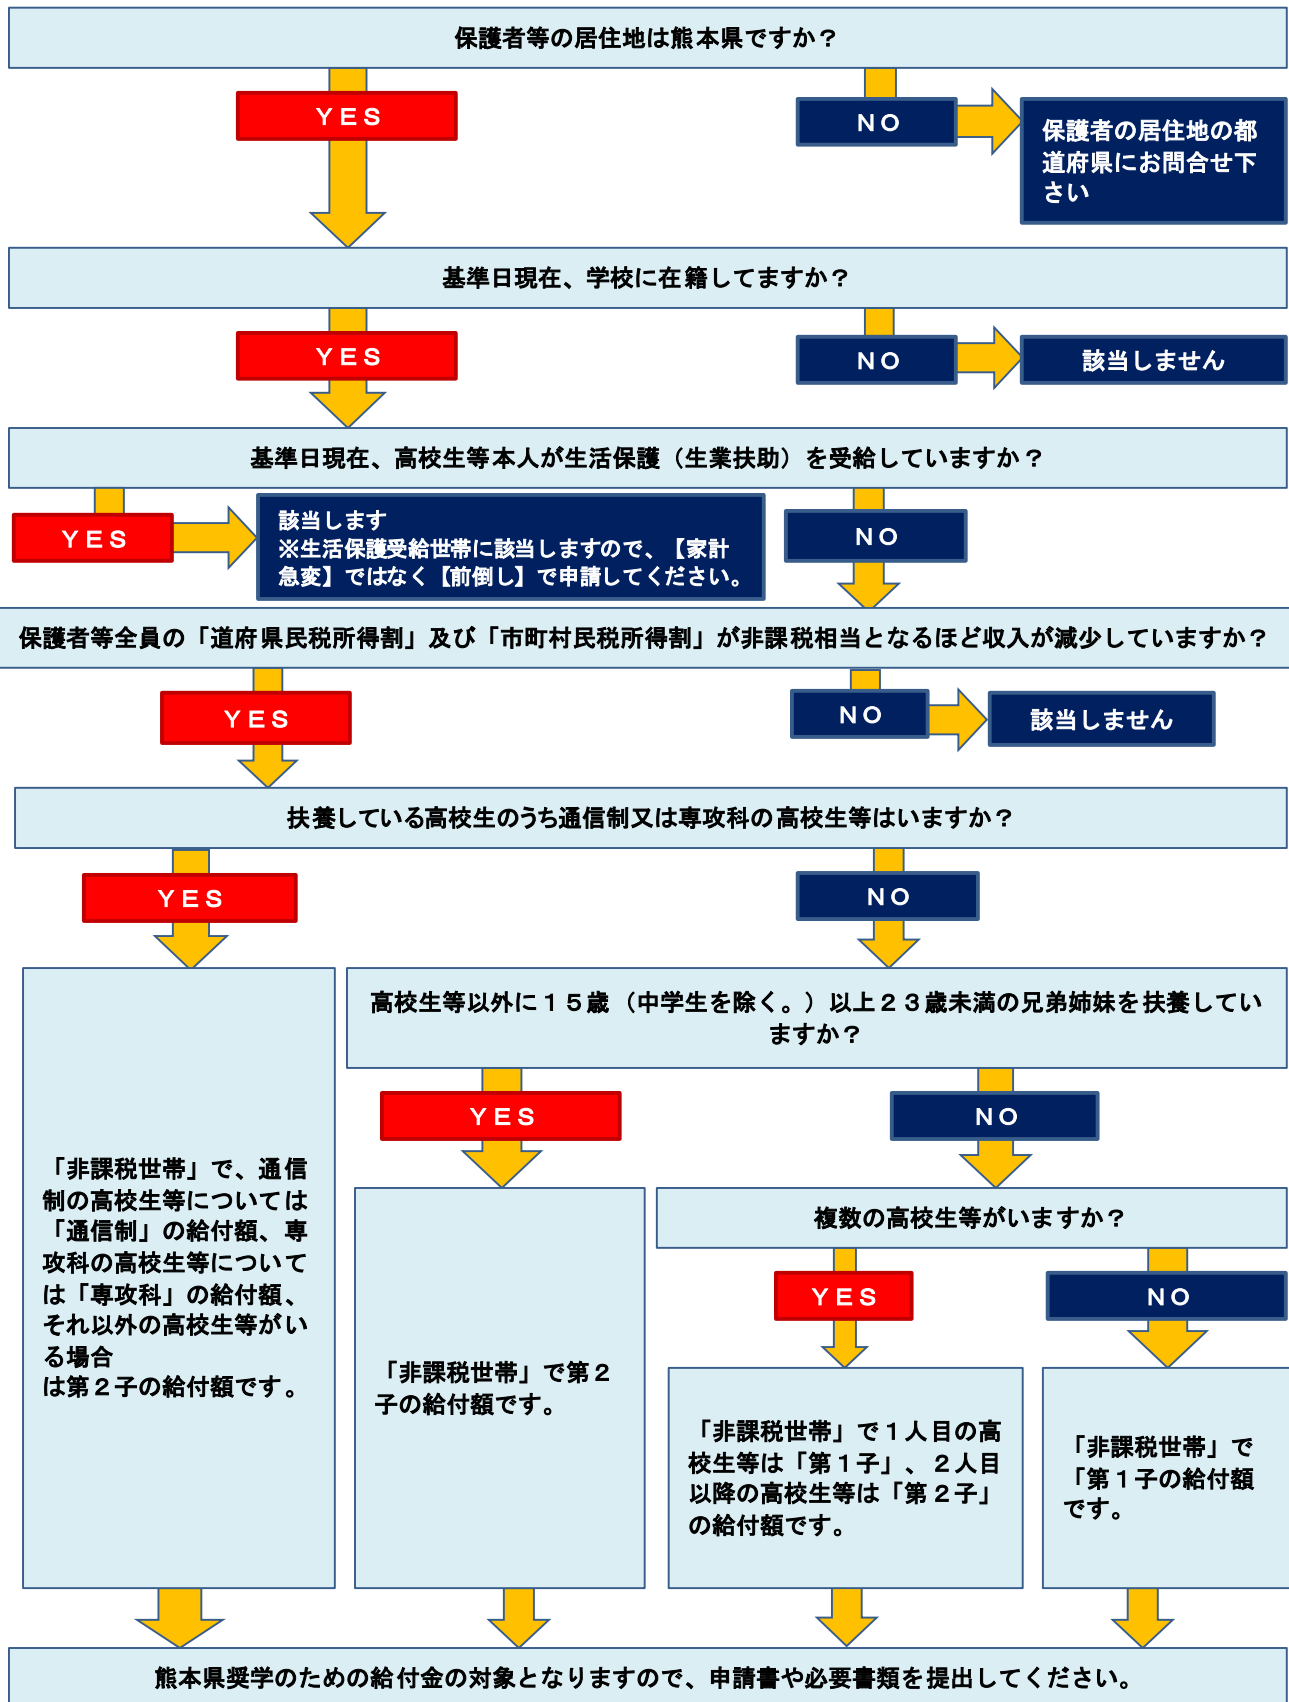 保護者等の居住地は熊本県ですか？
ＹＥＳ
ＮＯ
保護者の居住地の都
道府県にお問合せ下
さい
基準日現在、学校に在籍してますか？
ＹＥＳ
ＮＯ
該当しません
基準日現在、高校生等本人が生活保護（生業扶助）を受給していますか？
ＹＥＳ
該当します
※生活保護受給世帯に該当しますので、【家計
急変】ではなく【前倒し】で申請してください。
ＮＯ
保護者等全員の「道府県民税所得割」及び「市町村民税所得割」が非課税相当となるほど収入が減少していますか？
ＹＥＳ
ＮＯ
該当しません
扶養している高校生のうち通信制又は専攻科の高校生等はいますか？
ＹＥＳ
ＮＯ
高校生等以外に１５歳（中学生を除く。）以上２３歳未満の兄弟姉妹を扶養してい
ますか？
ＹＥＳ
ＮＯ
「非課税世帯」で、通信
制の高校生等については
「通信制」の給付額、専
攻科の高校生等について
は「専攻科」の給付額、
それ以外の高校生等がい
る場合
は第２子の給付額です。
「非課税世帯」で第２
子の給付額です。
複数の高校生等がいますか？
ＹＥＳ
ＮＯ
「非課税世帯」で１人目の高
校生等は「第１子」、２人目
以降の高校生等は「第２子」
の給付額です。
「非課税世帯」で
「第１子の給付額
です。
熊本県奨学のための給付金の対象となりますので、申請書や必要書類を提出してください。